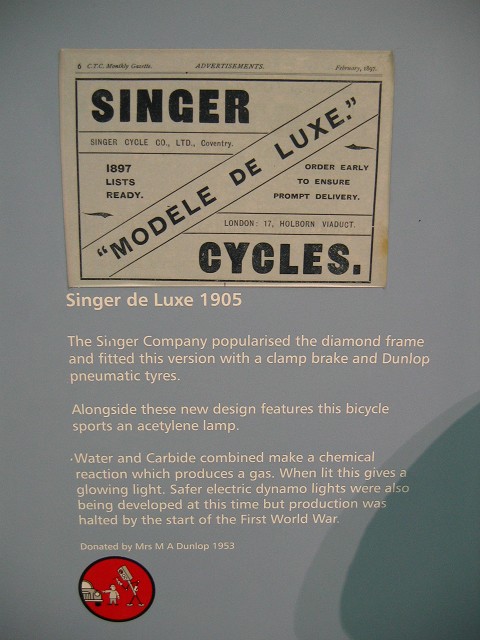 6 C.T.C. Monthly Gazette. ADVERTISEMENTS. February, 1897.
SINGER
SINGER CYCLE CO., LTD., Coventry.
1897
LISTS
READY.
"MODÈLE DE LUXE."
ORDER EARLY
TO ENSURE
PROMPT DELIVERY.
LONDON: 17, HOLBORN VIADUCT.
CYCLES.
Singer de Luxe 1905
The Singer Company popularised the diamond frame
and fitted this version with a clamp brake and Dunlop
pneumatic tyres.
Alongside these new design features this bicycle
sports an acetylene lamp.
·Water and Carbide combined make a chemical
reaction which produces a gas. When lit this gives a
glowing light. Safer electric dynamo lights were also
being developed at this time but production was
halted by the start of the First World War.
Donated by Mrs M A Dunlop 1953